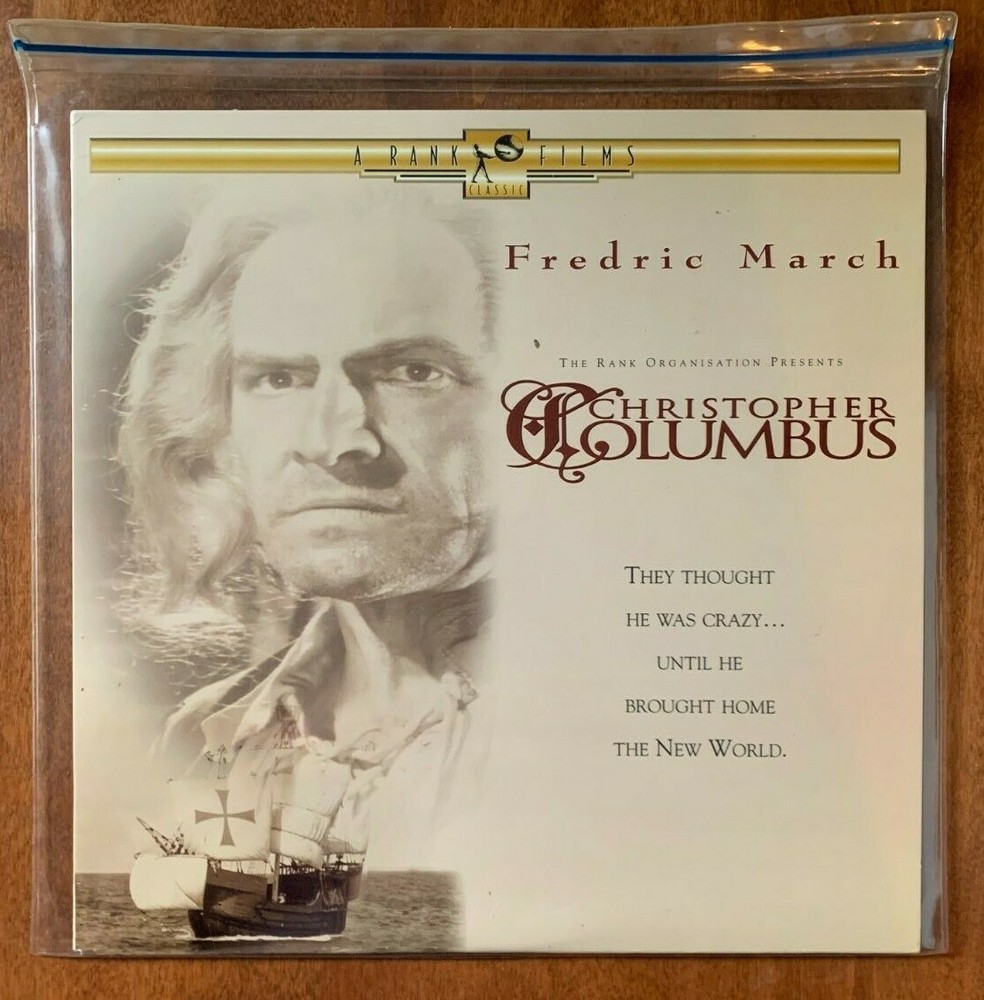 A RANK FILMS
CLASSIC
Fredric March
THE RANK ORGANISATION PRESENTS
CHRISTOPHER
COLUMBUS
THEY THOUGHT
HE WAS CRAZY...
UNTIL HE
BROUGHT HOME
THE NEW WORLD.